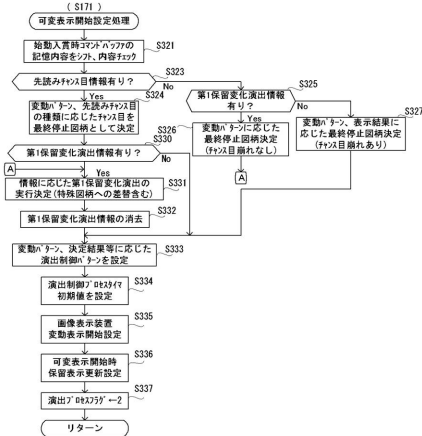 ( S171 )
可変表示開始設定処理
S321
始動入賞時コマンドバッファの
記憶内容をシフト、内容チェック
S323
先読みチャンス目情報有り?
No
Yes
S324
変動パターン、先読みチャンス目
の種類に応じたチャンス目を
最終停止図柄として決定
S325
第1保留変化演出情報
有り?
No
Yes
S326
変動パターンに応じた
最終停止図柄決定
(チャンス目崩れなし)
A
S327
変動パターン、表示結果に
応じた最終停止図柄決定
(チャンス目崩れあり)
S330
第1保留変化演出情報有り?
No
A
Yes
S331
情報に応じた第1保留変化演出の
実行決定(特殊図柄への差替含む)
S332
第1保留変化演出情報の消去
S333
変動パターン、決定結果等に応じた
演出制御パターンを設定
S334
演出制御プロセスタイマ
初期値を設定
S335
画像表示装置
変動表示開始設定
S336
可変表示開始時
保留表示更新設定
S337
演出プロセスフラグ←2
リターン